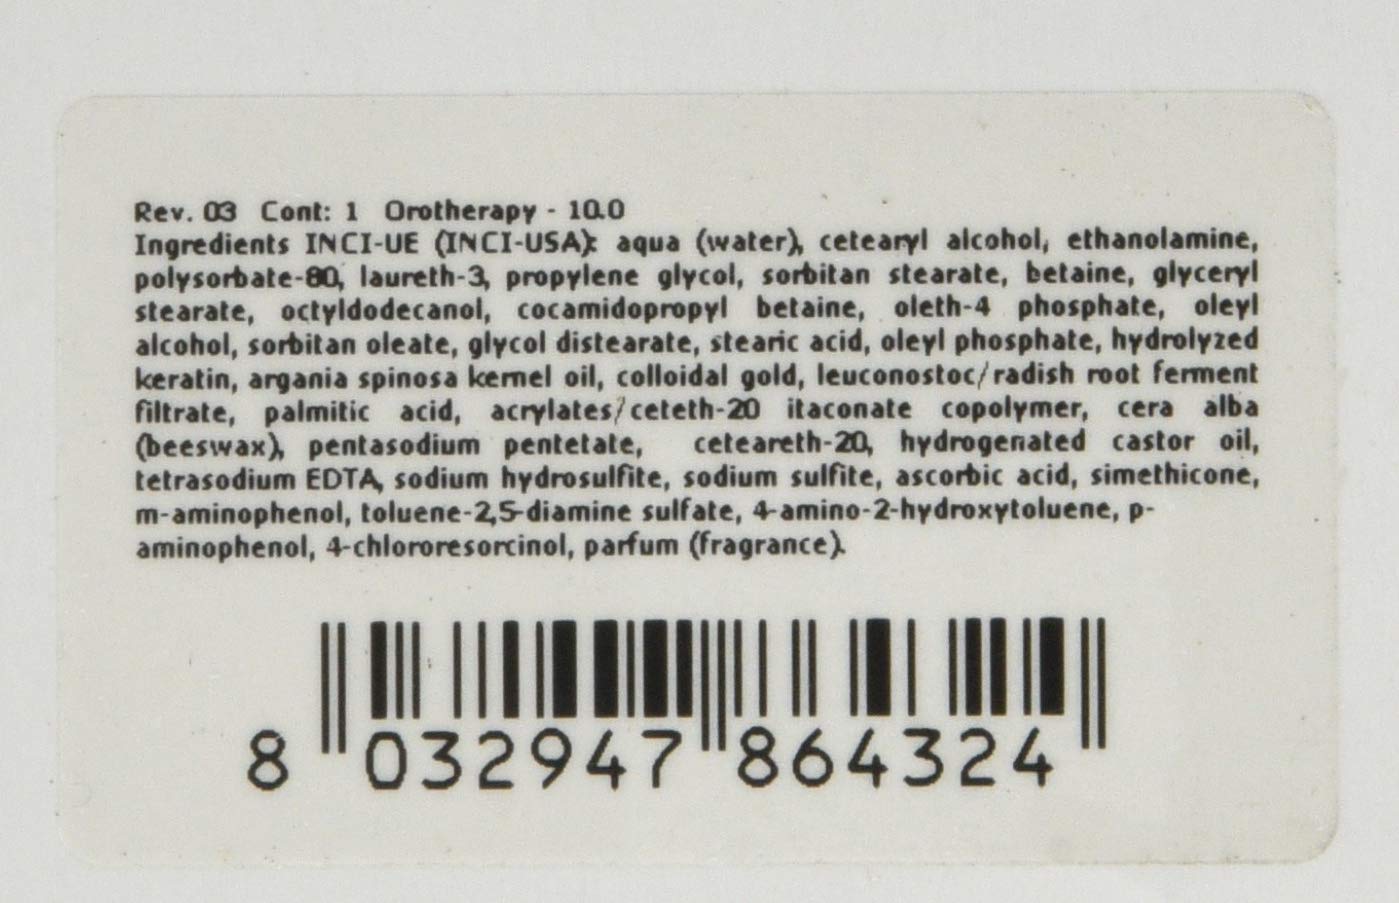 Rev. 03 Cont: 1 Orotherapy - 10.0
Ingredients INCI-UE (INCI-USA): aqua (water), cetearyl alcohol, ethanolamine,
polysorbate-80, laureth-3, propylene glycol, sorbitan stearate, betaine, glyceryl
stearate, octyldodecanol, cocamidopropyl betaine, oleth-4 phosphate, oleyl
alcohol, sorbitan oleate, glycol distearate, stearic acid, oleyl phosphate, hydrolyzed
keratin, argania spinosa kernel oil, colloidal gold, leuconostoc/radish root ferment
filtrate, palmitic acid, acrylates/ceteth-20 itaconate copolymer, cera alba
(beeswax), pentasodium pentetate, ceteareth-20, hydrogenated castor oil,
tetrasodium EDTA, sodium hydrosulfite, sodium sulfite, ascorbic acid, simethicone,
m-aminophenol, toluene-2,5-diamine sulfate, 4-amino-2-hydroxytoluene, p-
aminophenol, 4-chlororesorcinol, parfum (fragrance).
8 032947 864324